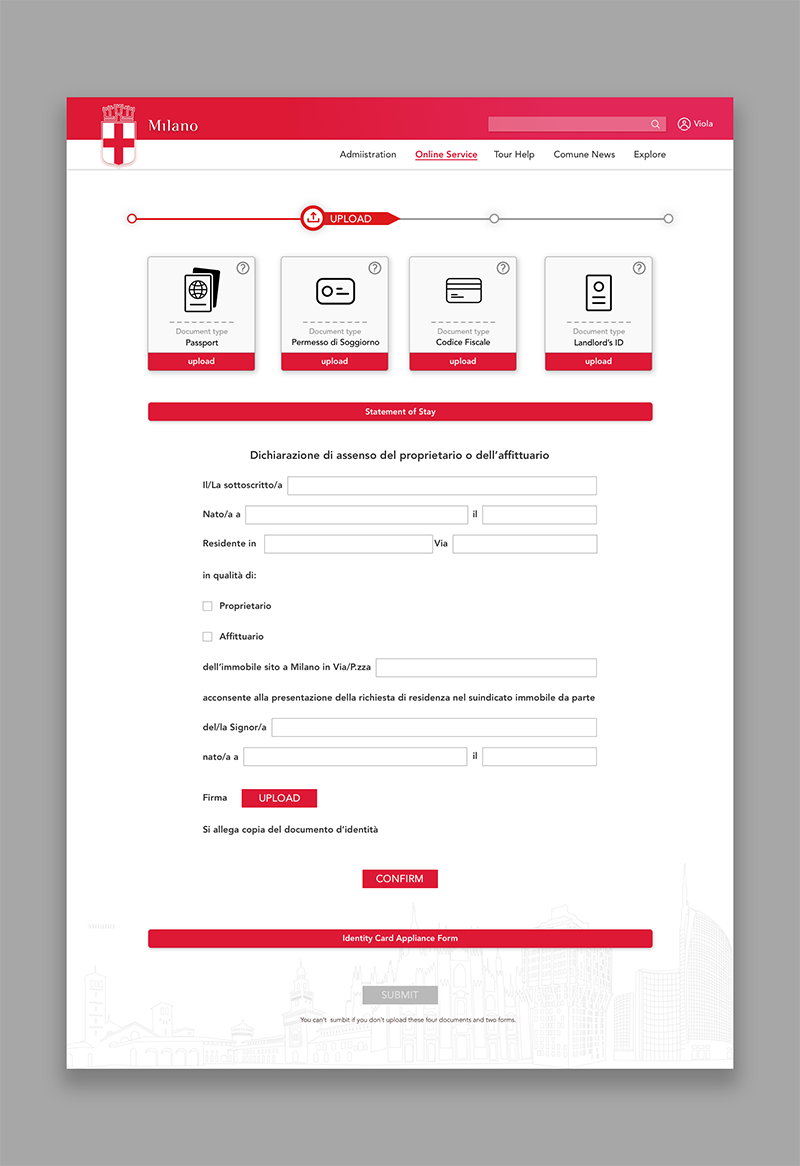 Milano
Viola
Admiistration Online Service Tour Help Comune News Explore
UPLOAD
Document type Document type Document type Document type
Passport Permesso di Soggiorno Codice Fiscale Landlord's ID
upload upload upload upload
Statement of Stay
Dichiarazione di assenso del proprietario o dell'affittuario
Il/La sottoscritto/a
Nato/a a il
Residente in Via
in qualità di:
Proprietario
Affittuario
dell'immobile sito a Milano in Via/P.zza
acconsente alla presentazione della richiesta di residenza nel suindicato immobile da parte
del/la Signor/a
nato/a a il
Firma UPLOAD
Si allega copia del documento d'identità
CONFIRM
MILANO
Identity Card Appliance Form
SUBMIT
You can't sumbit if you don't upload these four documents and two forms.